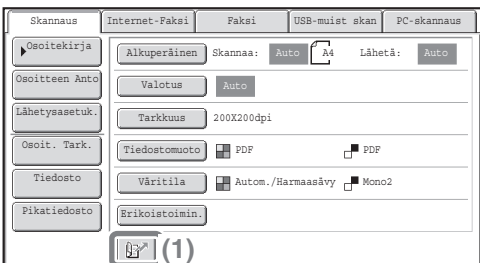 Skannaus Internet-Faksi Faksi USB-muist skan PC-skannaus
Osoitekirja Alkuperäinen Skannaa: Auto A4 Lähetä: Auto
Osoitteen Anto Valotus Auto
Lähetysasetuk. Tarkkuus 200X200dpi
Osoit. Tark. Tiedostomuoto PDF PDF
Tiedosto Väritila Autom./Harmaasävy Mono2
Pikatiedosto Erikoistoimin.
(1)